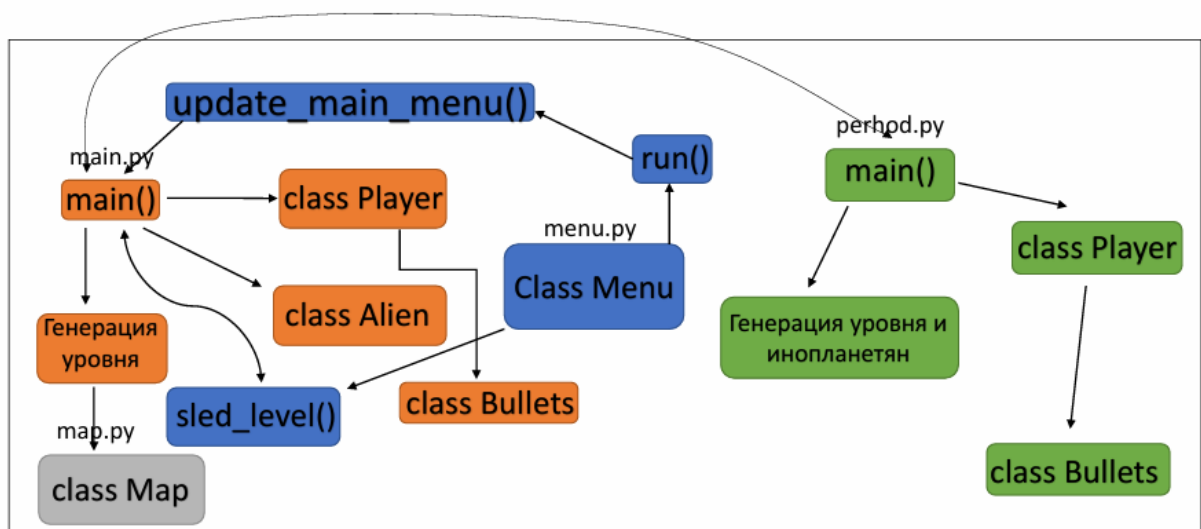 update_main_menu()
main.py
main()
class Player
class Alien
Генерация
уровня
map.py
class Map
sled_level()
class Bullets
run()
menu.py
Class Menu
perhod.py
main()
class Player
Генерация уровня и
инопланетян
class Bullets